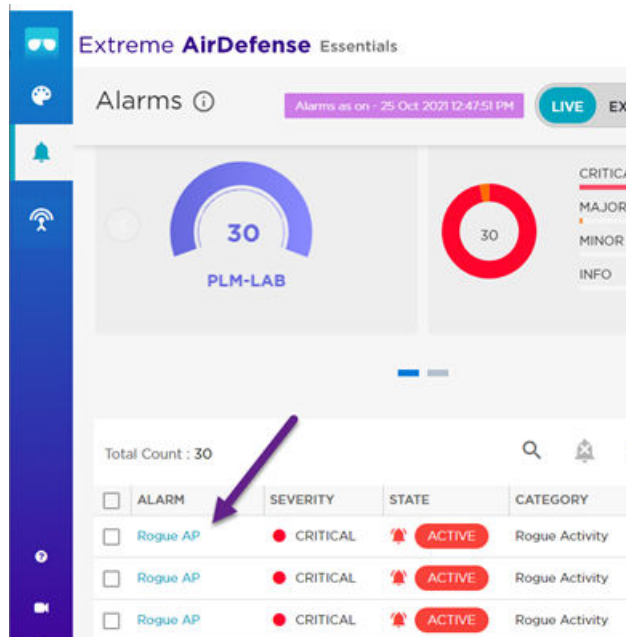 Extreme AirDefense Essentials
Alarms
Alarms as on - 25 Oct 2021 12:47:51 PM
LIVE
30
PLM-LAB
30
MAJOR
MINOR
INFO
Total Count : 30
ALARM SEVERITY STATE CATEGORY
Rogue AP CRITICAL ACTIVE Rogue Activity
Rogue AP CRITICAL ACTIVE Rogue Activity
Rogue AP CRITICAL ACTIVE Rogue Activity